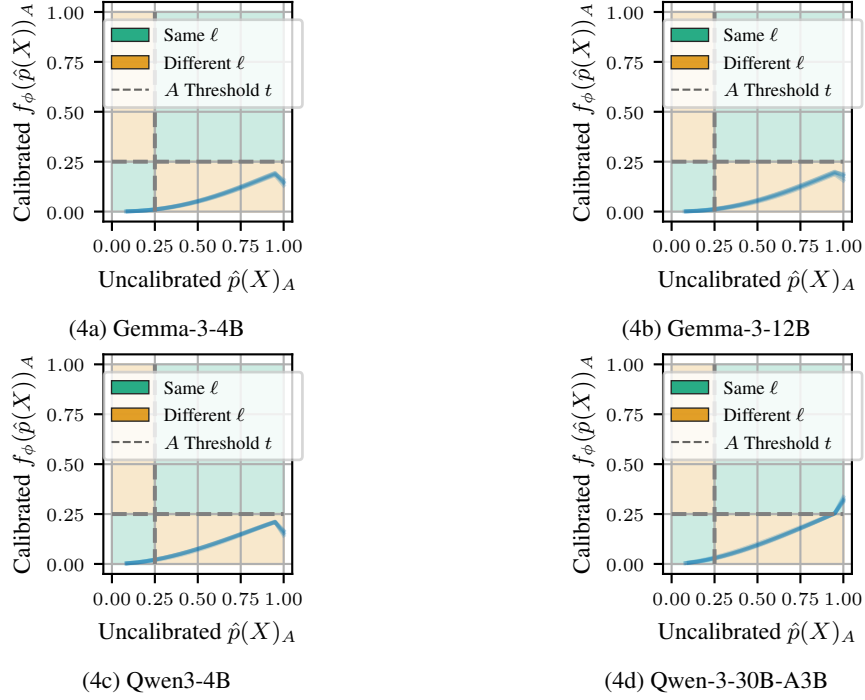 1.00
0.75
0.50
0.25
0.00
Calibrated f_ϕ(p̂(X))_A
Same ℓ
Different ℓ
A Threshold t
0.00 0.25 0.50 0.75 1.00
Uncalibrated p̂(X)_A
(4a) Gemma-3-4B
1.00
0.75
0.50
0.25
0.00
Calibrated f_ϕ(p̂(X))_A
Same ℓ
Different ℓ
A Threshold t
0.00 0.25 0.50 0.75 1.00
Uncalibrated p̂(X)_A
(4b) Gemma-3-12B
1.00
0.75
0.50
0.25
0.00
Calibrated f_ϕ(p̂(X))_A
Same ℓ
Different ℓ
A Threshold t
0.00 0.25 0.50 0.75 1.00
Uncalibrated p̂(X)_A
(4c) Qwen3-4B
1.00
0.75
0.50
0.25
0.00
Calibrated f_ϕ(p̂(X))_A
Same ℓ
Different ℓ
A Threshold t
0.00 0.25 0.50 0.75 1.00
Uncalibrated p̂(X)_A
(4d) Qwen-3-30B-A3B